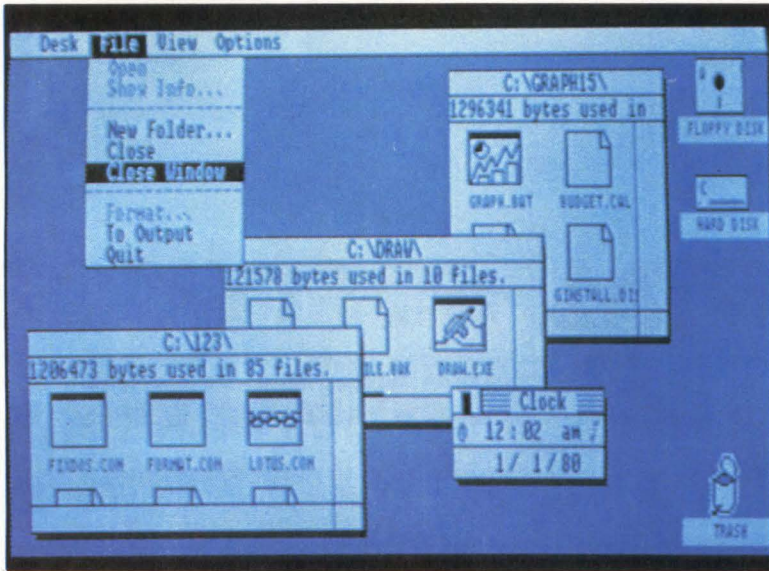 Desk File View Options
Open
Show Info...
New Folder...
Close
Close Window
Format...
To Output
Quit
C:\GRAPH15\
1296341 bytes used in
GRAPH.BAT BUDGET.CAL
GINSTALL.DI
A
FLOPPY DISK
C
HARD DISK
C:\DRAW\
121578 bytes used in 10 files.
DRAW.EXE
C:\123\
1206473 bytes used in 85 files.
FIXDOS.COM FORMAT.COM LOTUS.COM
Clock
12:02 am
1/ 1/80
TRASH